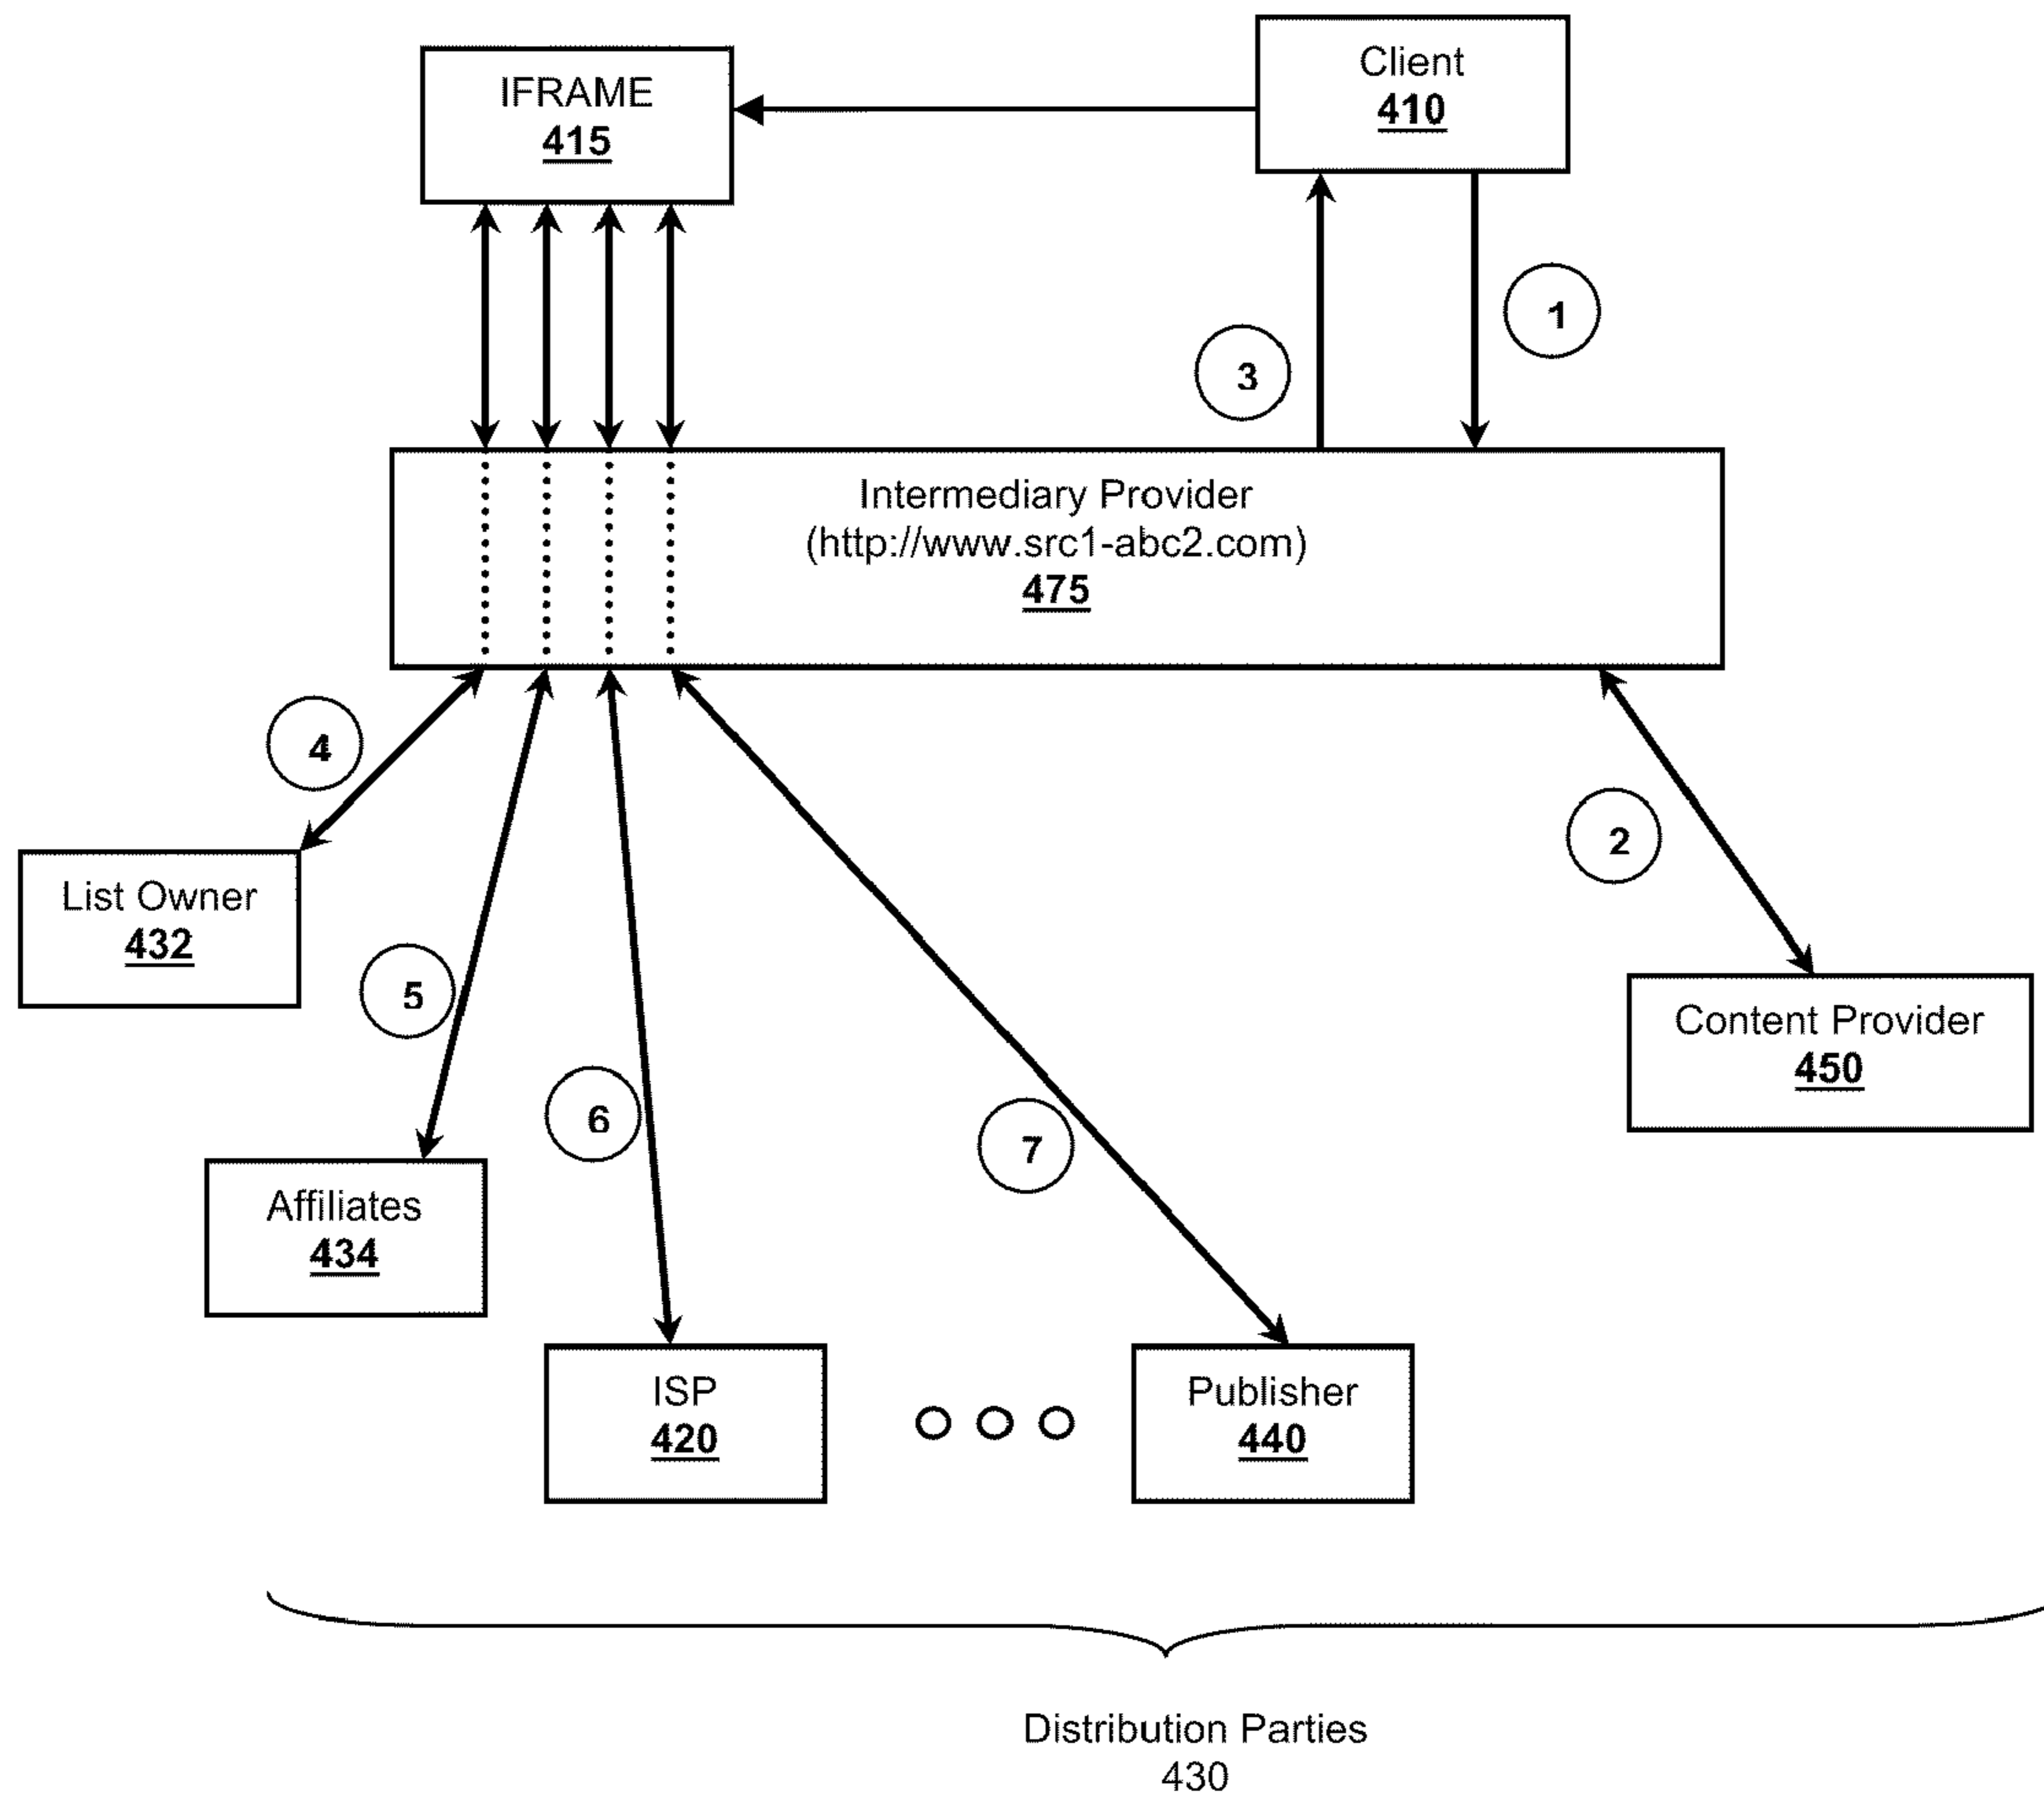 Client
410
IFRAME
415
1
3
Intermediary Provider
(http://www.src1-abc2.com)
475
4
2
List Owner
432
5
Content Provider
450
6
7
Affiliates
434
ISP
420
Publisher
440
Distribution Parties
430